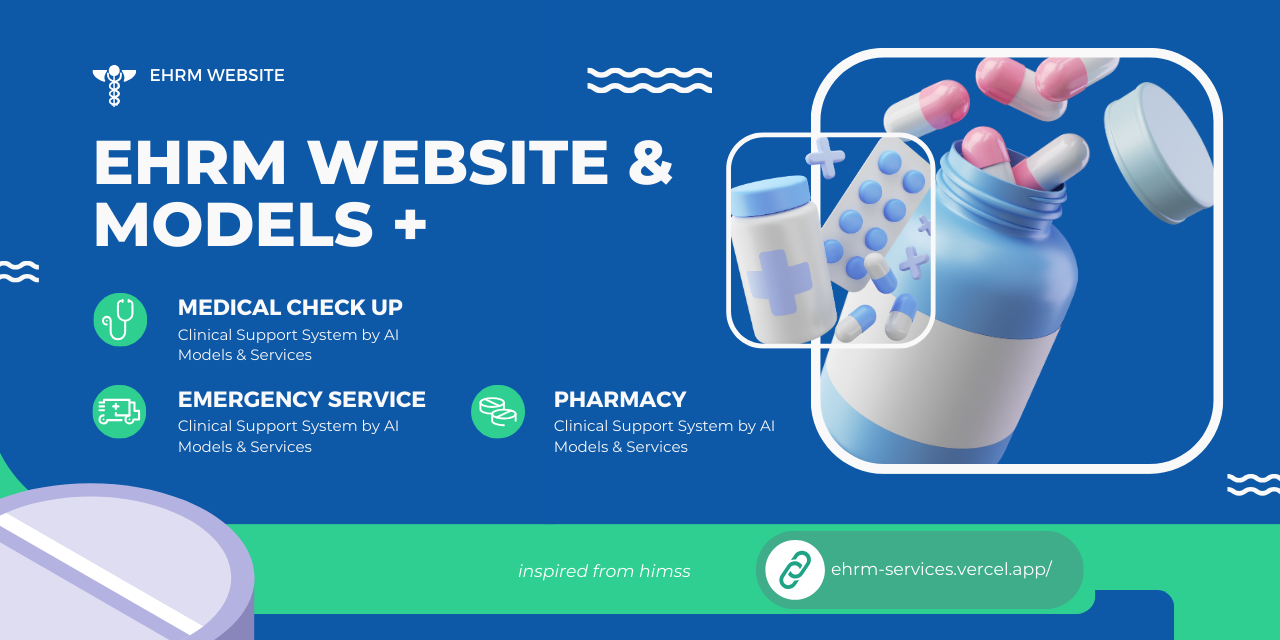 EHRM WEBSITE
EHRM WEBSITE &
MODELS +
MEDICAL CHECK UP
Clinical Support System by AI
Models & Services
EMERGENCY SERVICE
Clinical Support System by AI
Models & Services
PHARMACY
Clinical Support System by AI
Models & Services
inspired from himss
ehrm-services.vercel.app/